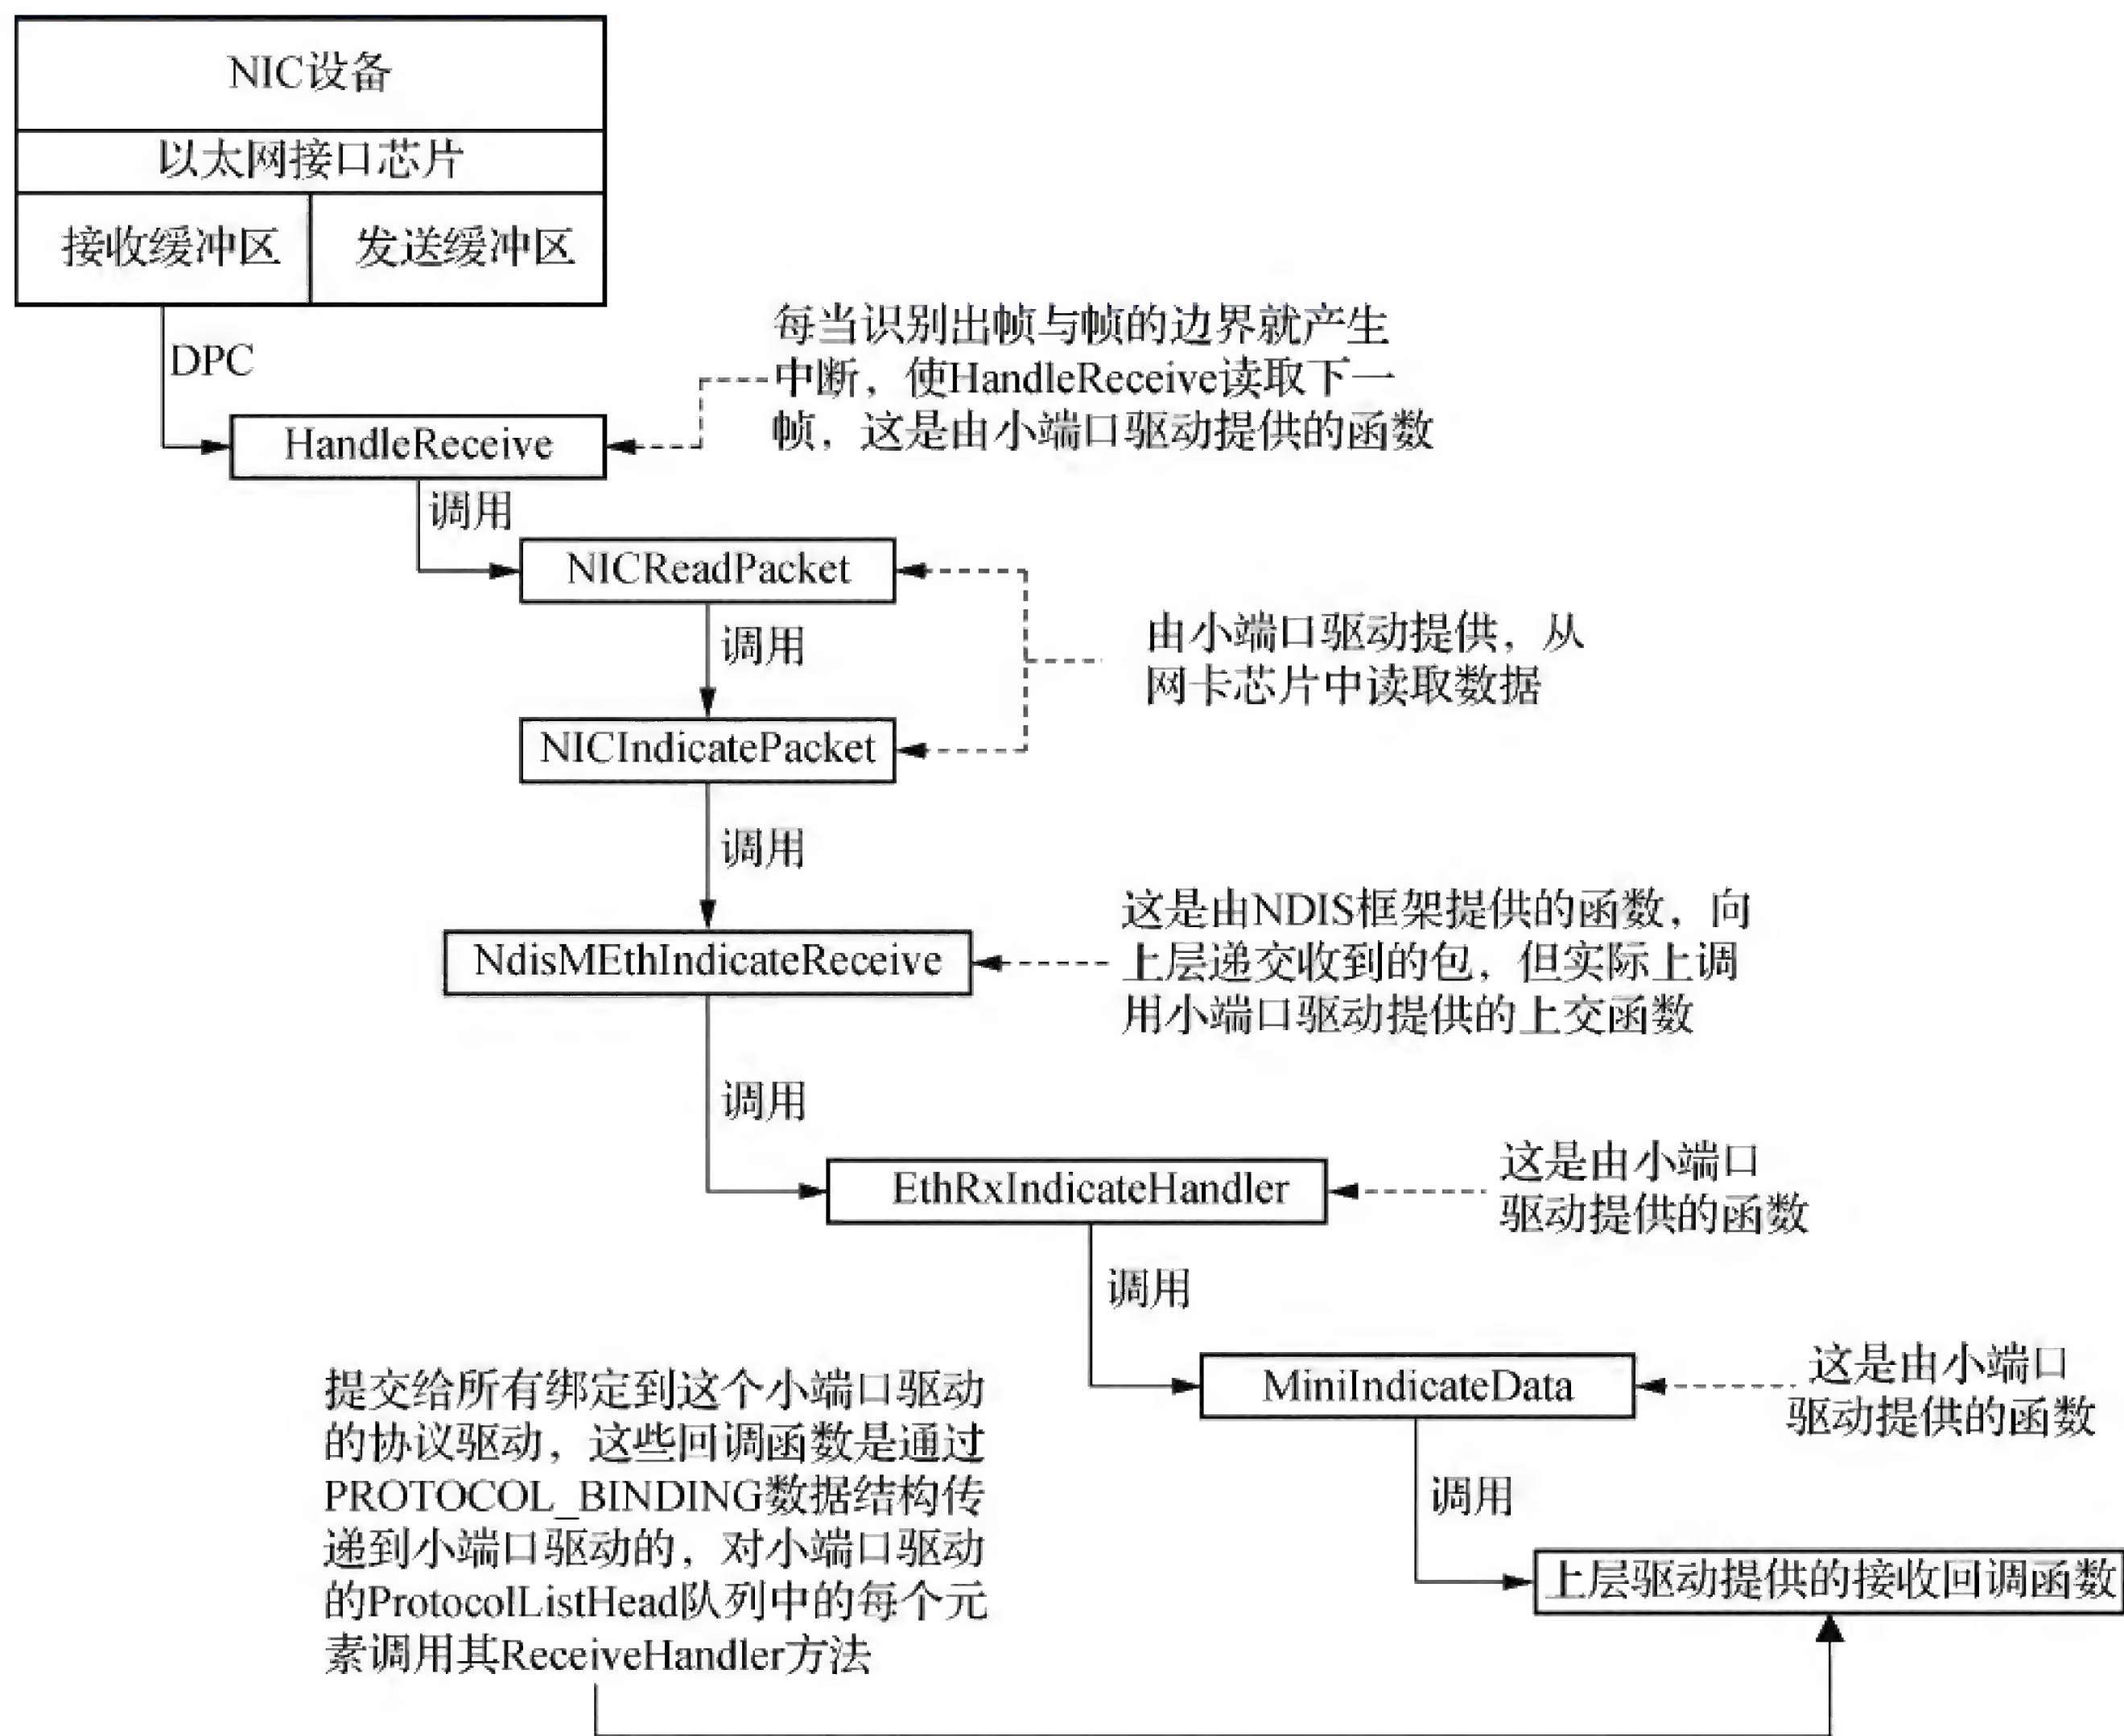 NIC设备
以太网接口芯片
接收缓冲区
发送缓冲区
DPC
每当识别出帧与帧的边界就产生
中断，使HandleReceive读取下一
帧，这是由小端口驱动提供的函数
HandleReceive
调用
NICReadPacket
调用
由小端口驱动提供，从
网卡芯片中读取数据
NICIndicatePacket
调用
这是由NDIS框架提供的函数，向
上层递交收到的包，但实际上调
用小端口驱动提供的上交函数
NdisMEthIndicateReceive
调用
这是由小端口
驱动提供的函数
EthRxIndicateHandler
调用
这是由小端口
驱动提供的函数
MiniIndicateData
调用
提交给所有绑定到这个小端口驱动
的协议驱动，这些回调函数是通过
PROTOCOL_BINDING数据结构传
递到小端口驱动的，对小端口驱动
的ProtocolListHead队列中的每个元
素调用其ReceiveHandler方法
上层驱动提供的接收回调函数